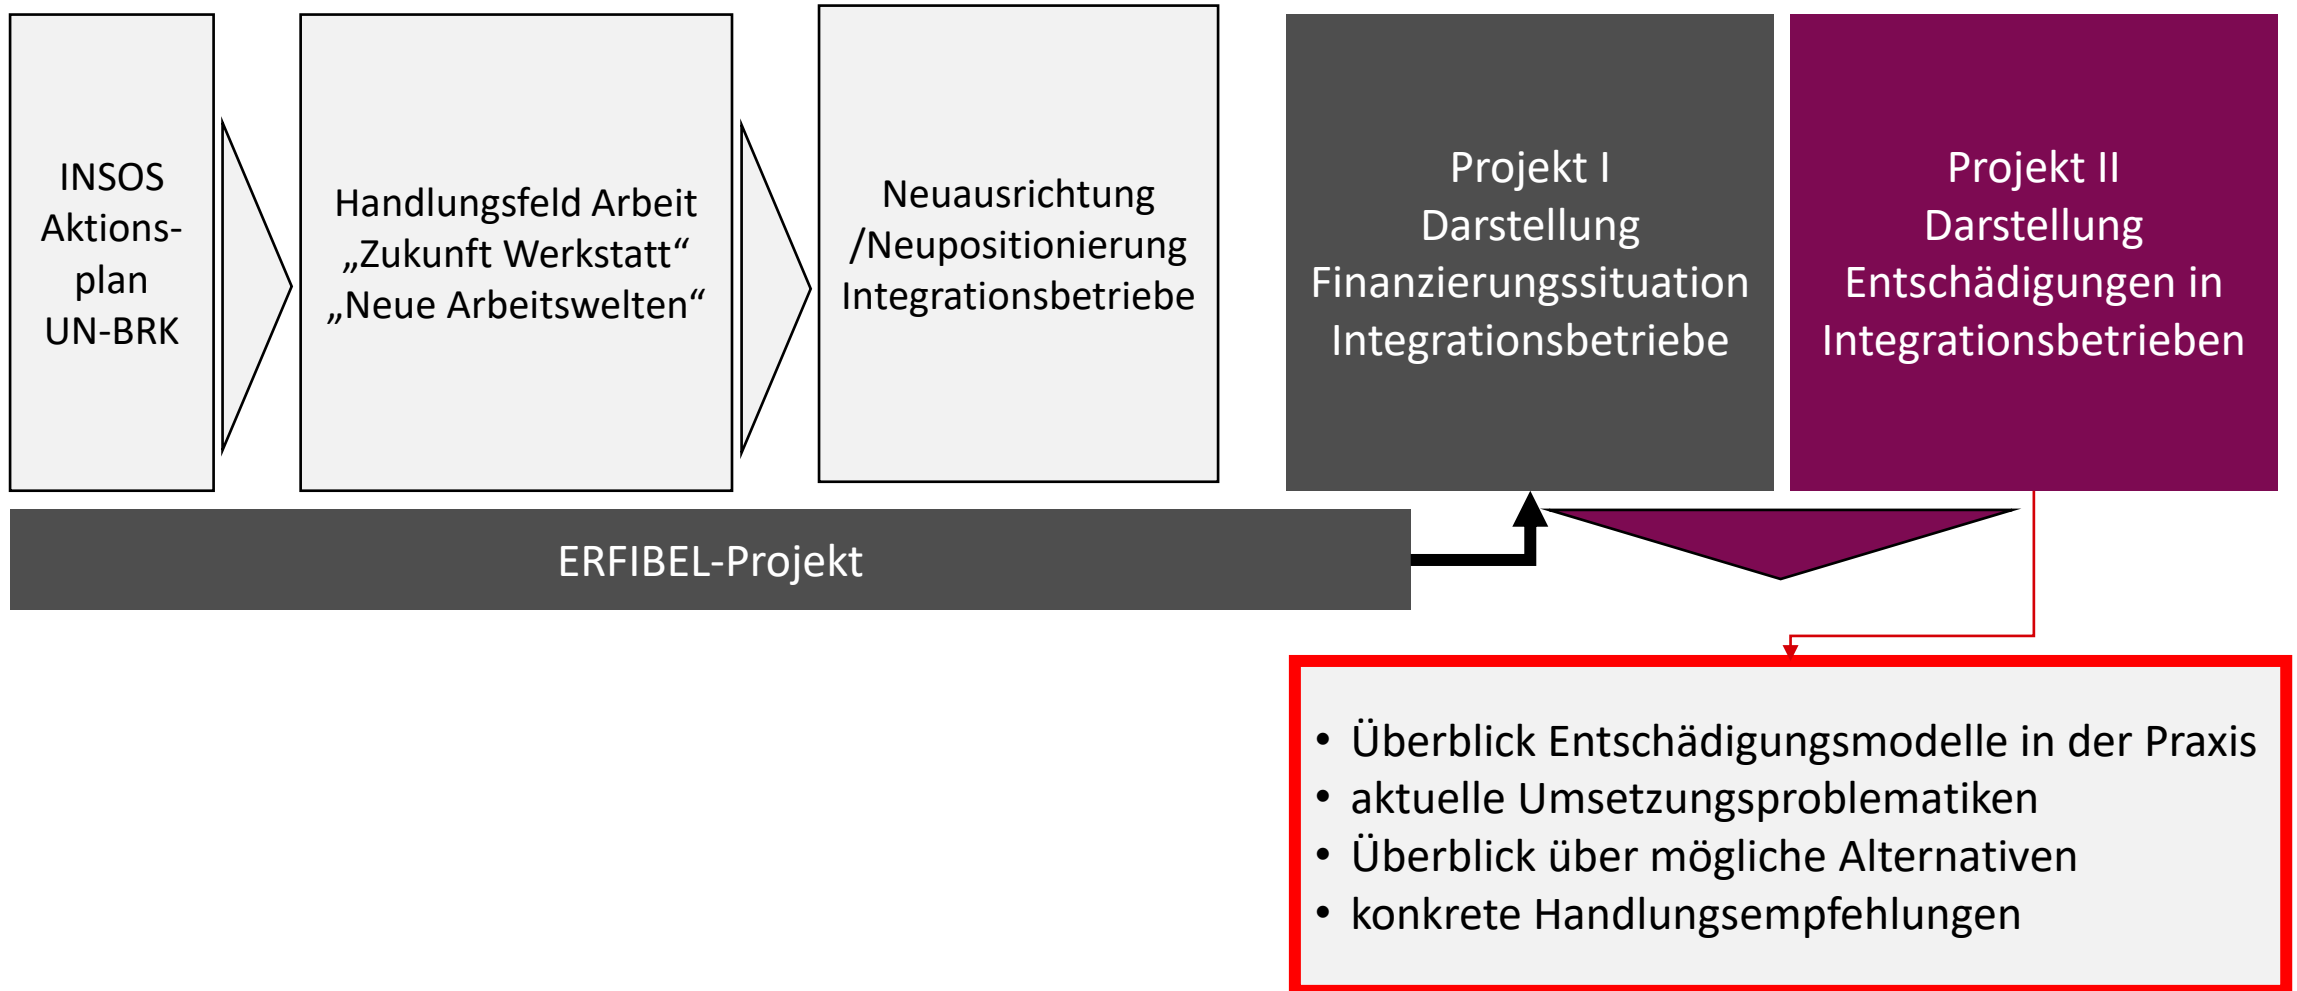 INSOS
Aktions-
plan
UN-BRK
Handlungsfeld Arbeit
„Zukunft Werkstatt“
„Neue Arbeitswelten“
Neuausrichtung
/Neupositionierung
Integrationsbetriebe
Projekt I
Darstellung
Finanzierungssituation
Integrationsbetriebe
Projekt II
Darstellung
Entschädigungen in
Integrationsbetrieben
ERFIBEL-Projekt
• Überblick Entschädigungsmodelle in der Praxis
• aktuelle Umsetzungsproblematiken
• Überblick über mögliche Alternativen
• konkrete Handlungsempfehlungen